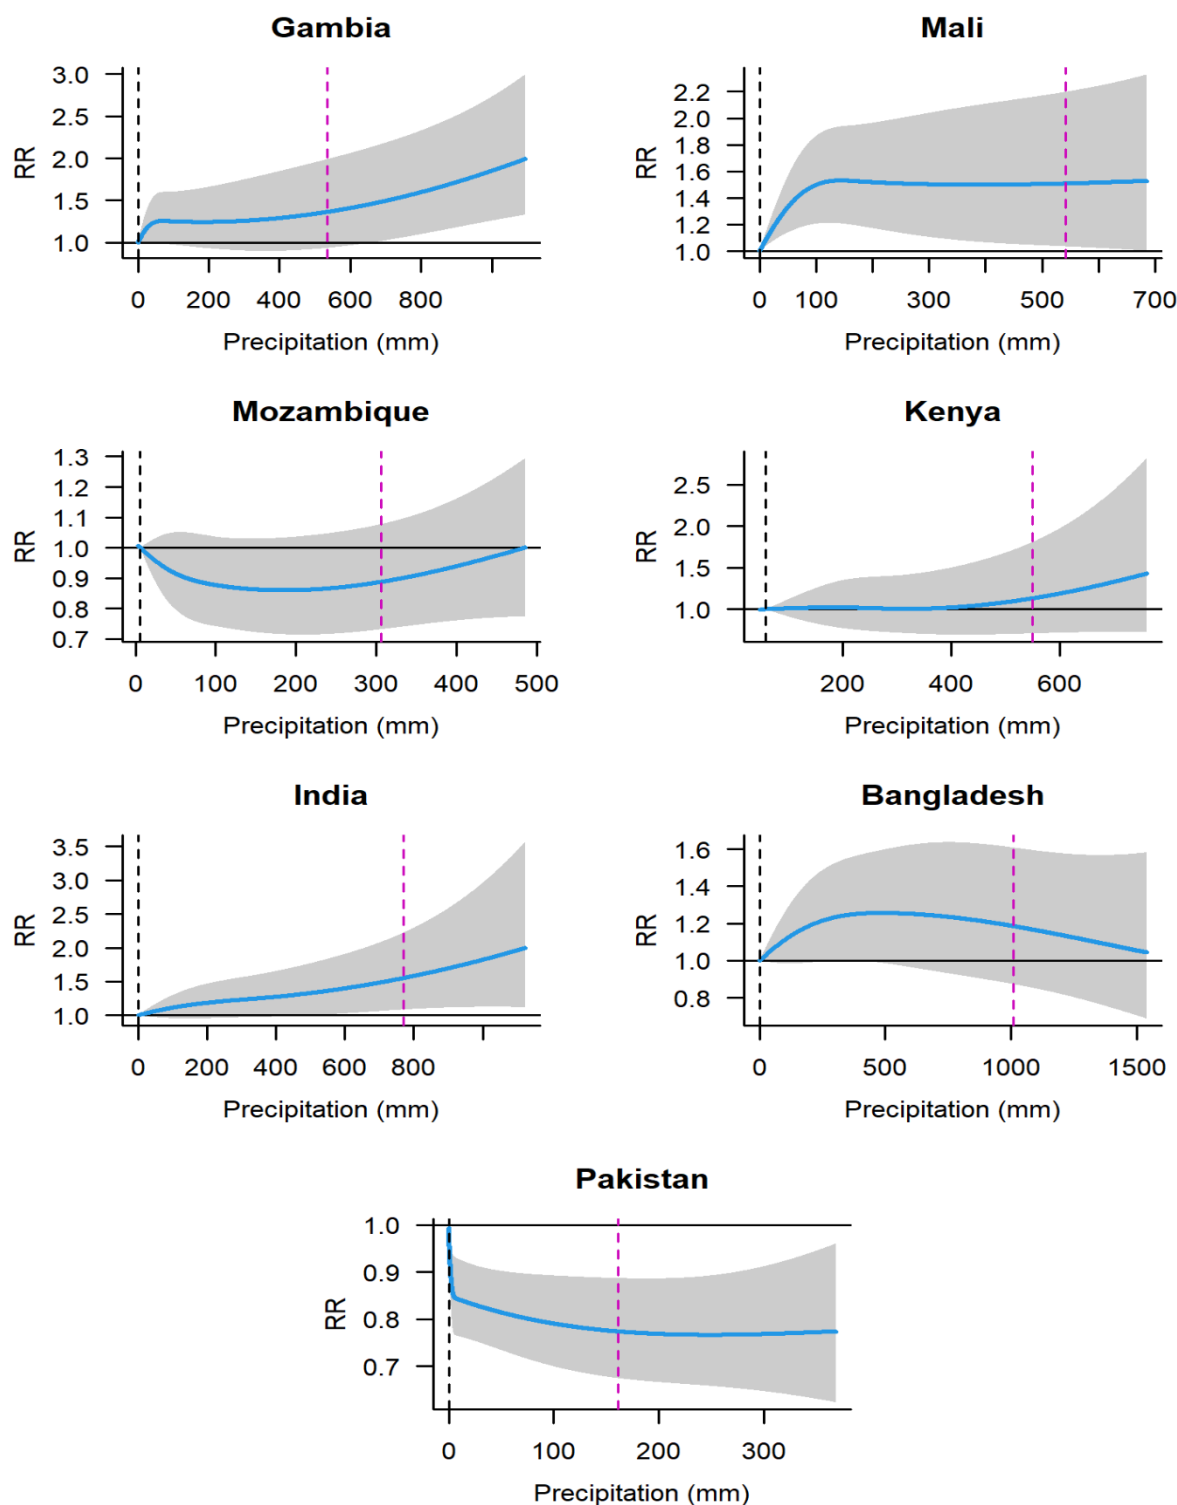 Gambia
3.0
2.5
2.0
1.5
1.0
RR
0 200 400 600 800
Precipitation (mm)
Mali
2.2
2.0
1.8
1.6
1.4
1.2
1.0
RR
0 100 300 500 700
Precipitation (mm)
Mozambique
1.3
1.2
1.1
1.0
0.9
0.8
0.7
RR
0 100 200 300 400 500
Precipitation (mm)
Kenya
2.5
2.0
1.5
1.0
RR
200 400 600
Precipitation (mm)
India
3.5
3.0
2.5
2.0
1.5
1.0
RR
0 200 400 600 800
Precipitation (mm)
Bangladesh
1.6
1.4
1.2
1.0
0.8
RR
0 500 1000 1500
Precipitation (mm)
Pakistan
1.0
0.9
0.8
0.7
RR
0 100 200 300
Precipitation (mm)